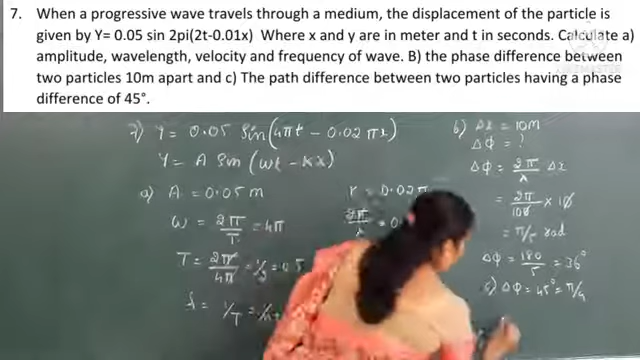 7. When a progressive wave travels through a medium, the displacement of the particle is
given by Y= 0.05 sin 2pi(2t-0.01x) Where x and y are in meter and t in seconds. Calculate a)
amplitude, wavelength, velocity and frequency of wave. B) the phase difference between
two particles 10m apart and c) The path difference between two particles having a phase
difference of 45°.
7) Y = 0.05 Sin(4πt - 0.02πx)
Y = A Sin (ωt - Kx)
a) A = 0.05 m
ω = 2π/T = 4π
T = 2π/4π = 1/2 = 0.5
f = 1/T =
K = 0.02π
2π/λ = 0.
b) Δx = 10m
Δφ = ?
Δφ = 2π/λ Δx
= 2π/100 × 10
= π/5 rad
Δφ = 180/5 = 36°
c) Δφ = 45° = π/4